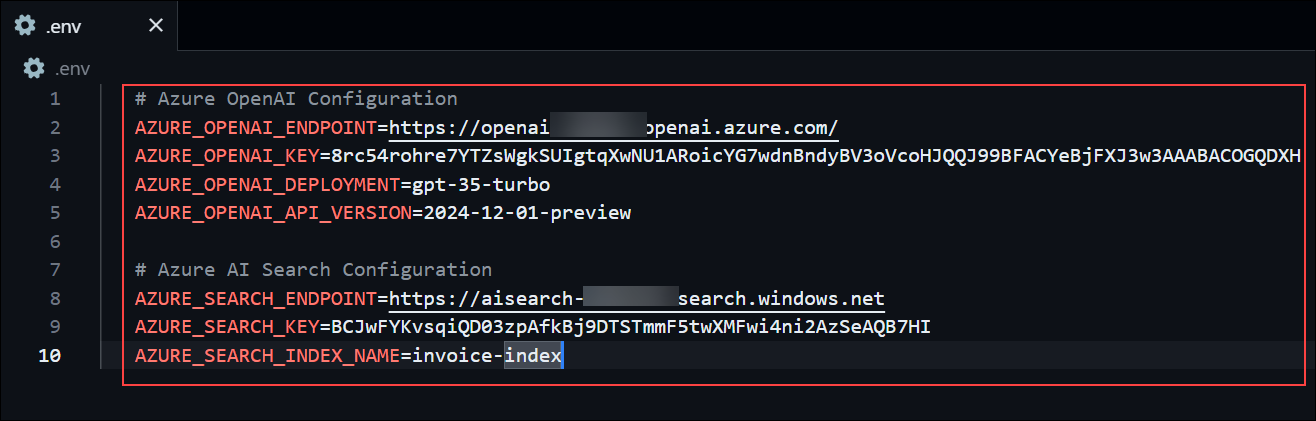 .env
.env
1 # Azure OpenAI Configuration
2 AZURE_OPENAI_ENDPOINT=https://openai openai.azure.com/
3 AZURE_OPENAI_KEY=8rc54rohre7YTZsWgkSUIgtqXwNU1ARoicYG7wdnBndyBV3oVcoHJQQJ99BFACYeBjFXJ3w3AAABACOGQDXH
4 AZURE_OPENAI_DEPLOYMENT=gpt-35-turbo
5 AZURE_OPENAI_API_VERSION=2024-12-01-preview
6
7 # Azure AI Search Configuration
8 AZURE_SEARCH_ENDPOINT=https://aisearch- search.windows.net
9 AZURE_SEARCH_KEY=BCJwFYKvsqiQD03zpAfkBj9DTSTmmF5twXMFwi4ni2AzSeAQB7HI
10 AZURE_SEARCH_INDEX_NAME=invoice-index